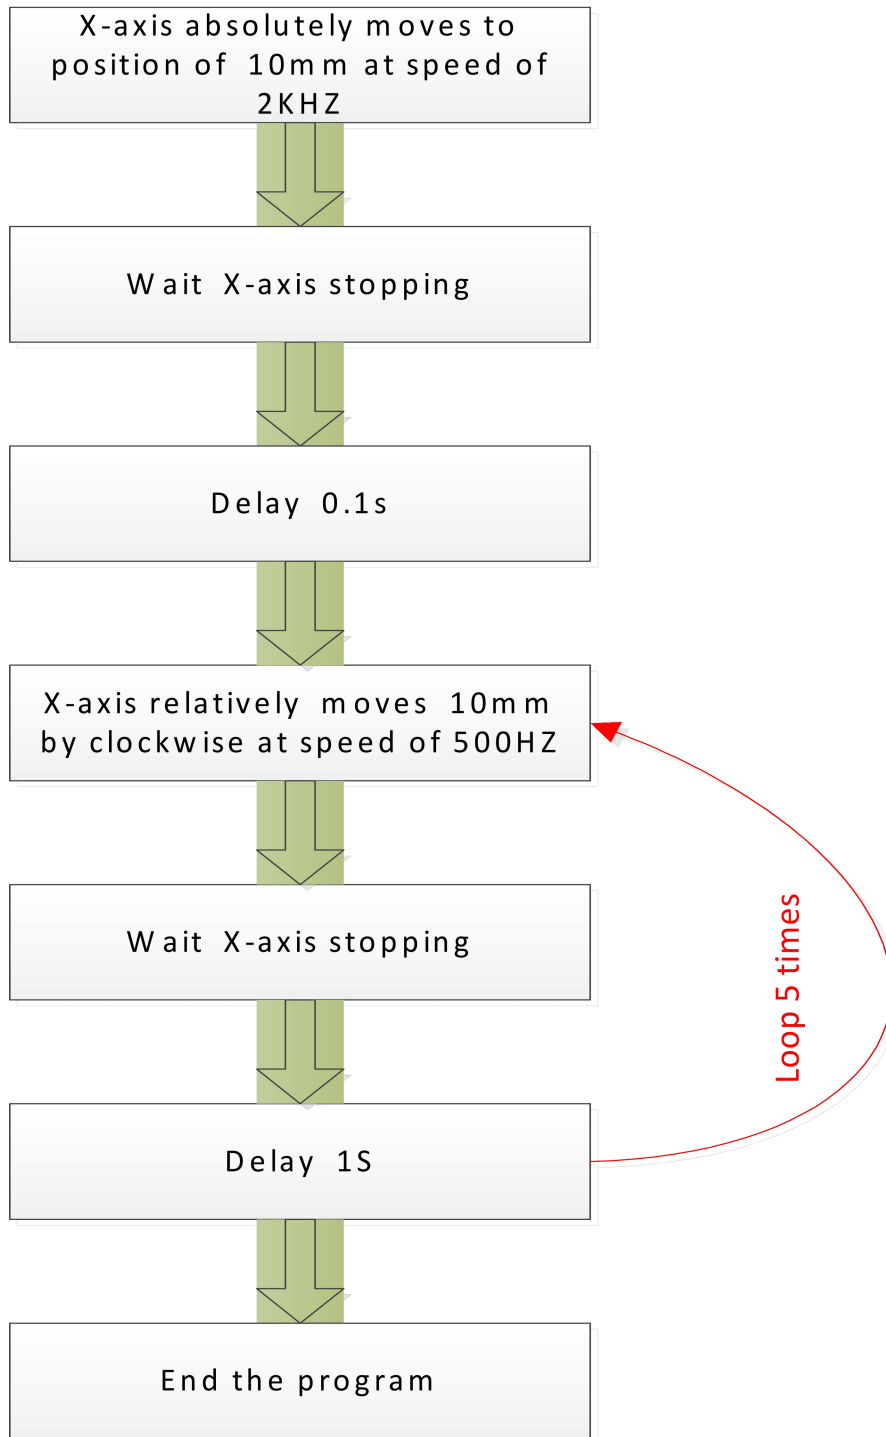 X-axis absolutely moves to
position of 10mm at speed of
2KHZ
Wait X-axis stopping
Delay 0.1s
X-axis relatively moves 10mm
by clockwise at speed of 500HZ
Wait X-axis stopping
Loop 5 times
Delay 1S
End the program